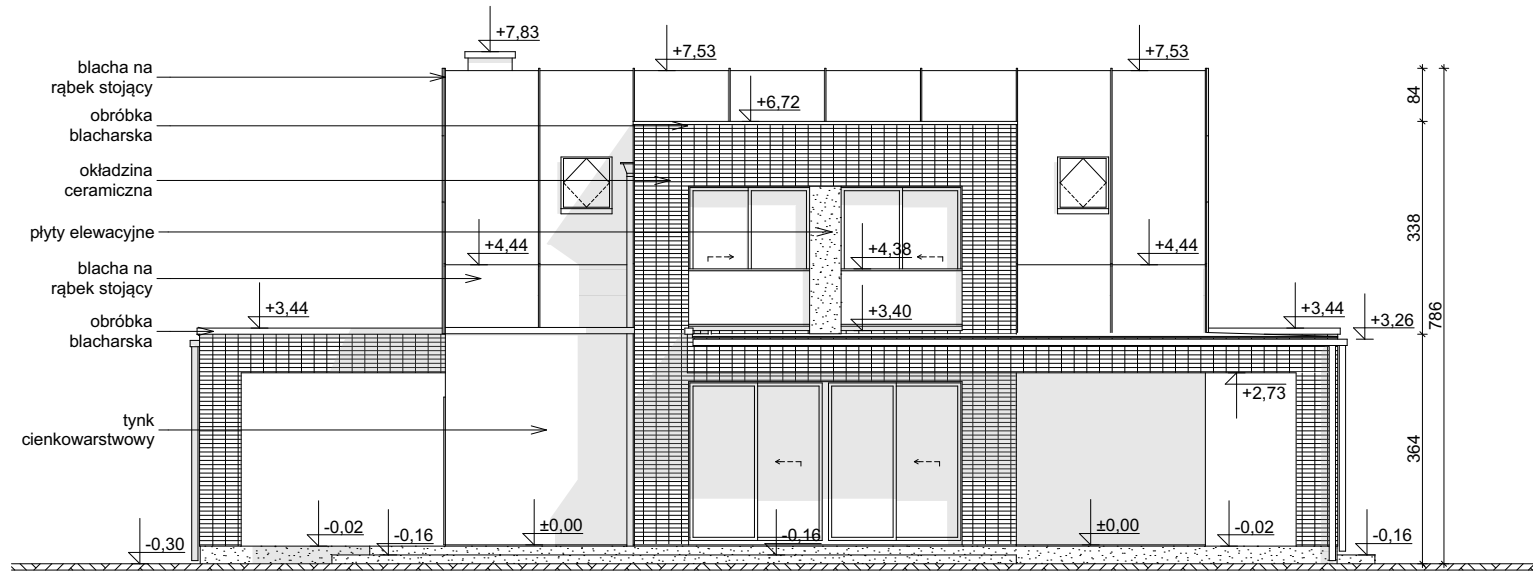 +7,83
+7,53
+7,53
blacha na
rąbek stojący
84
+6,72
obróbka
blacharska
okładzina
ceramiczna
płyty elewacyjne
338
+4,44
+4,38
+4,44
blacha na
rąbek stojący
+3,44
+3,40
+3,44
+3,26
786
obróbka
blacharska
+2,73
tynk
cienkowarstwowy
364
-0,30
-0,02
-0,16
±0,00
-0,16
±0,00
-0,02
-0,16